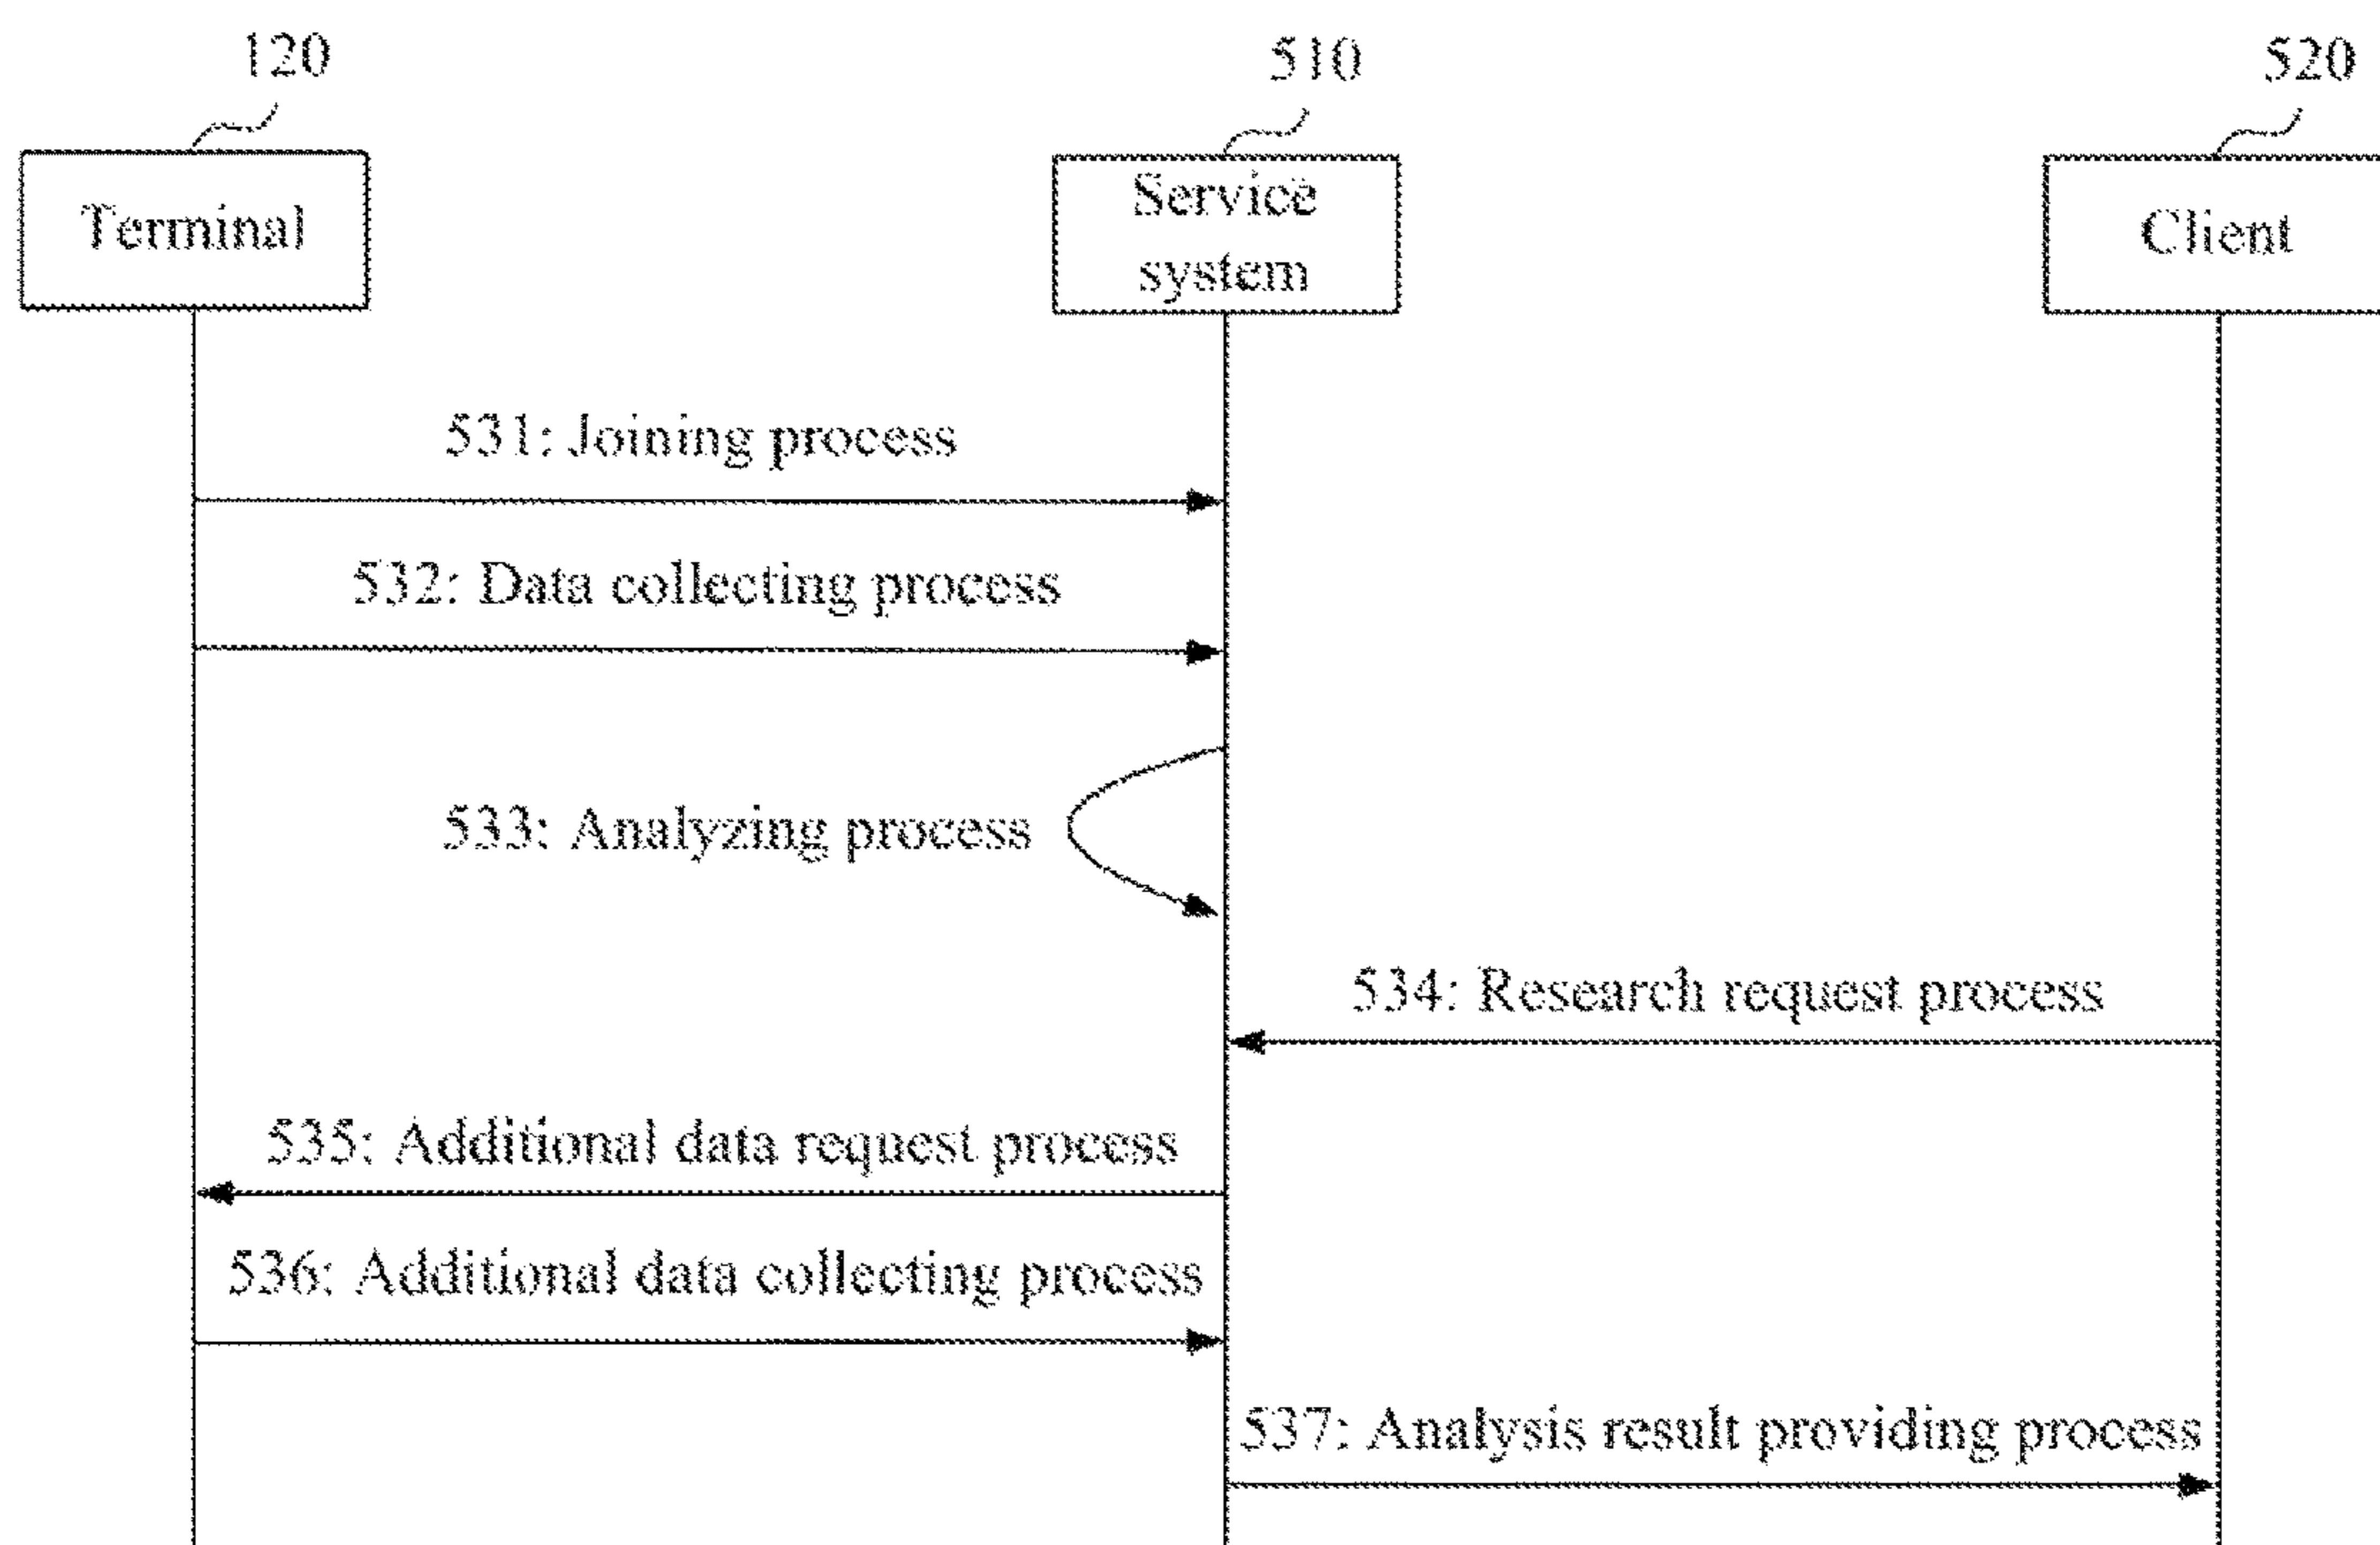 120
510
520
Terminal
Service
system
Client
531: Joining process
532: Data collecting process
533: Analyzing process
534: Research request process
535: Additional data request process
536: Additional data collecting process
537: Analysis result providing process